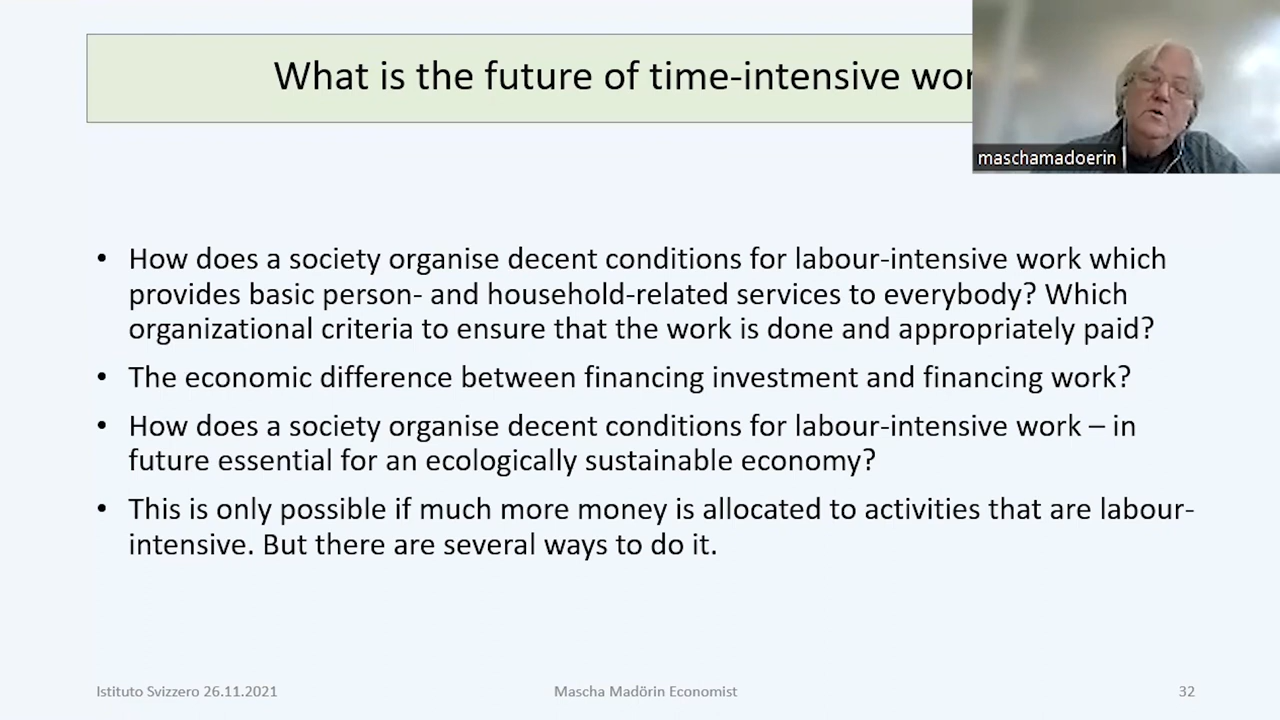 What is the future of time-intensive
maschamadoerin
• How does a society organise decent conditions for labour-intensive work which
provides basic person- and household-related services to everybody? Which
organizational criteria to ensure that the work is done and appropriately paid?
• The economic difference between financing investment and financing work?
• How does a society organise decent conditions for labour-intensive work – in
future essential for an ecologically sustainable economy?
• This is only possible if much more money is allocated to activities that are labour-
intensive. But there are several ways to do it.
Istituto Svizzero 26.11.2021
Mascha Madörin Economist
32